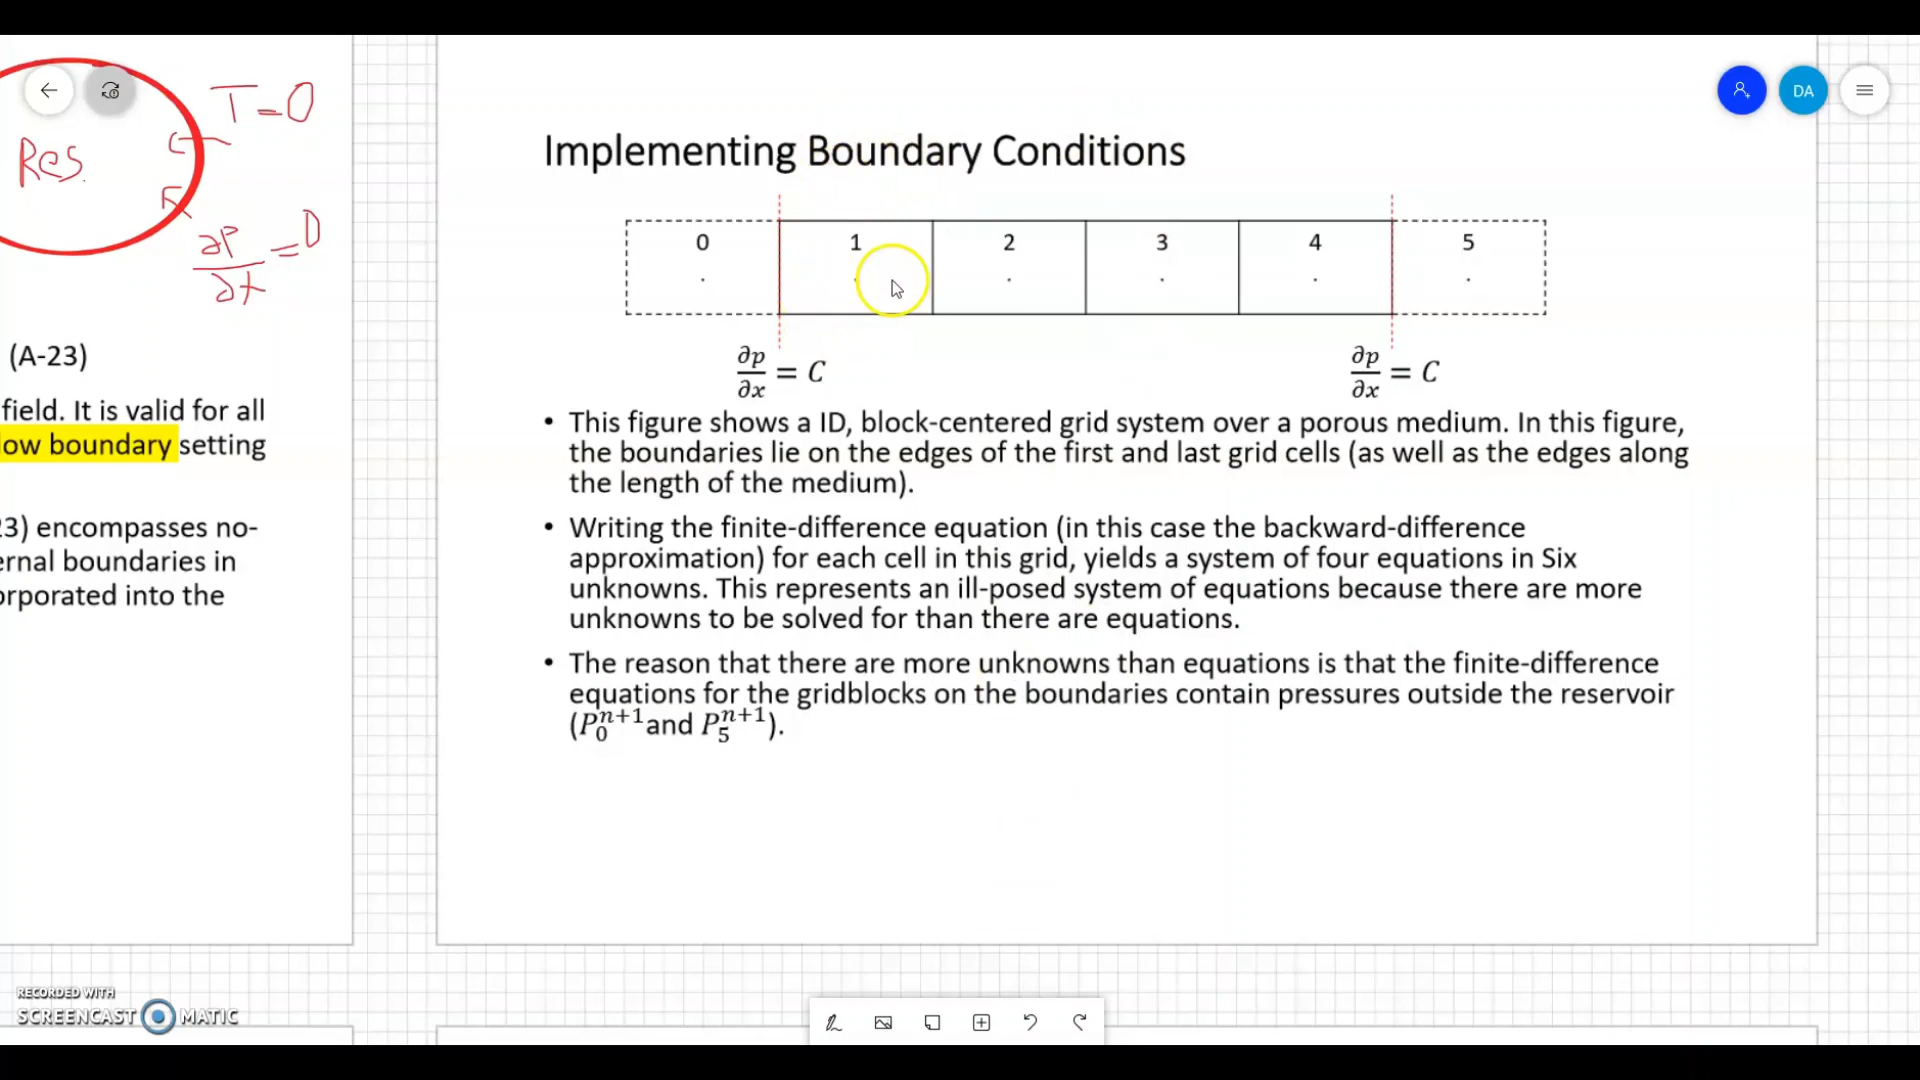 T=0
Res.
∂P/∂x = 0
(A-23)
field. It is valid for all
low boundary setting
23) encompasses no-
ernal boundaries in
orporated into the
DA
Implementing Boundary Conditions
0 1 2 3 4 5
∂p/∂x = C
∂p/∂x = C
• This figure shows a ID, block-centered grid system over a porous medium. In this figure,
the boundaries lie on the edges of the first and last grid cells (as well as the edges along
the length of the medium).
• Writing the finite-difference equation (in this case the backward-difference
approximation) for each cell in this grid, yields a system of four equations in Six
unknowns. This represents an ill-posed system of equations because there are more
unknowns to be solved for than there are equations.
• The reason that there are more unknowns than equations is that the finite-difference
equations for the gridblocks on the boundaries contain pressures outside the reservoir
(P₀ⁿ⁺¹and P₅ⁿ⁺¹).
RECORDED WITH
SCREENCAST MATIC